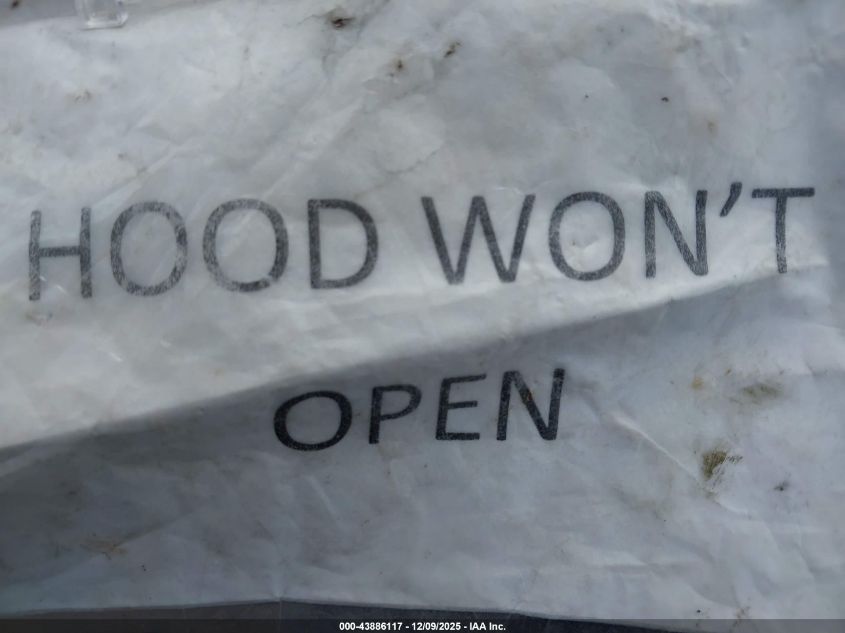 HOOD WON'T
OPEN
000-43886117 - 12/09/2025 - IAA Inc.